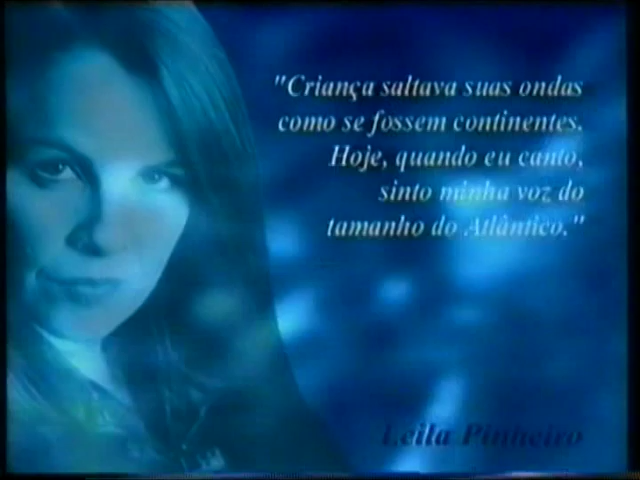 "Criança saltava suas ondas
como se fossem continentes.
Hoje, quando eu canto,
sinto minha voz do
tamanho do Atlântico."
Leila Pinheiro